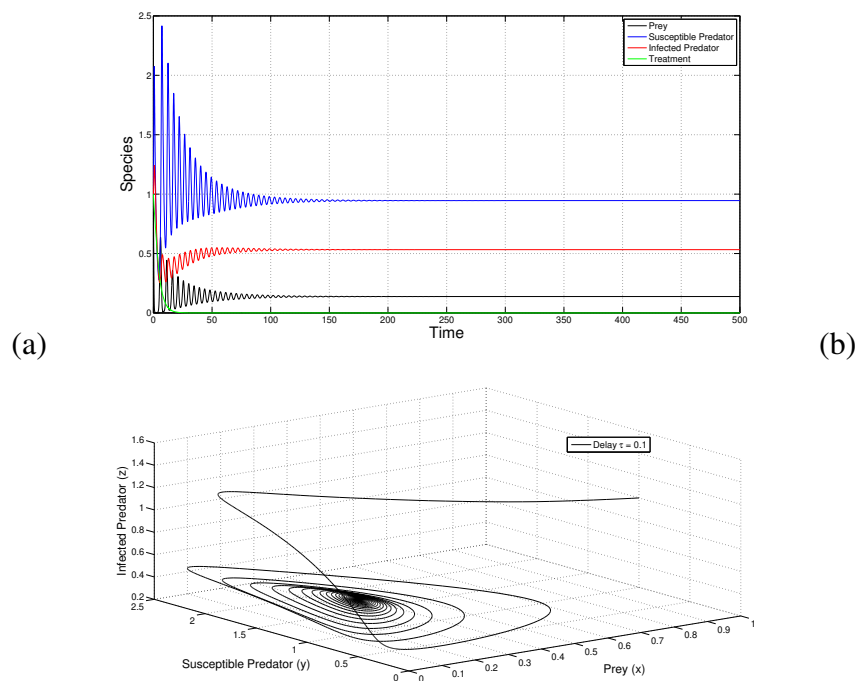 2.5
2
1.5
1
0.5
0
Species
Prey
Susceptible Predator
Infected Predator
Treatment
0 50 100 150 200 250 300 350 400 450 500
Time
(a)
(b)
Delay τ = 0.1
1.6
1.4
1.2
1
0.8
0.6
0.4
0.2
Infected Predator (z)
2.5
2
1.5
1
0.5
0
Susceptible Predator (y)
0 0.1 0.2 0.3 0.4 0.5 0.6 0.7 0.8 0.9 1
Prey (x)